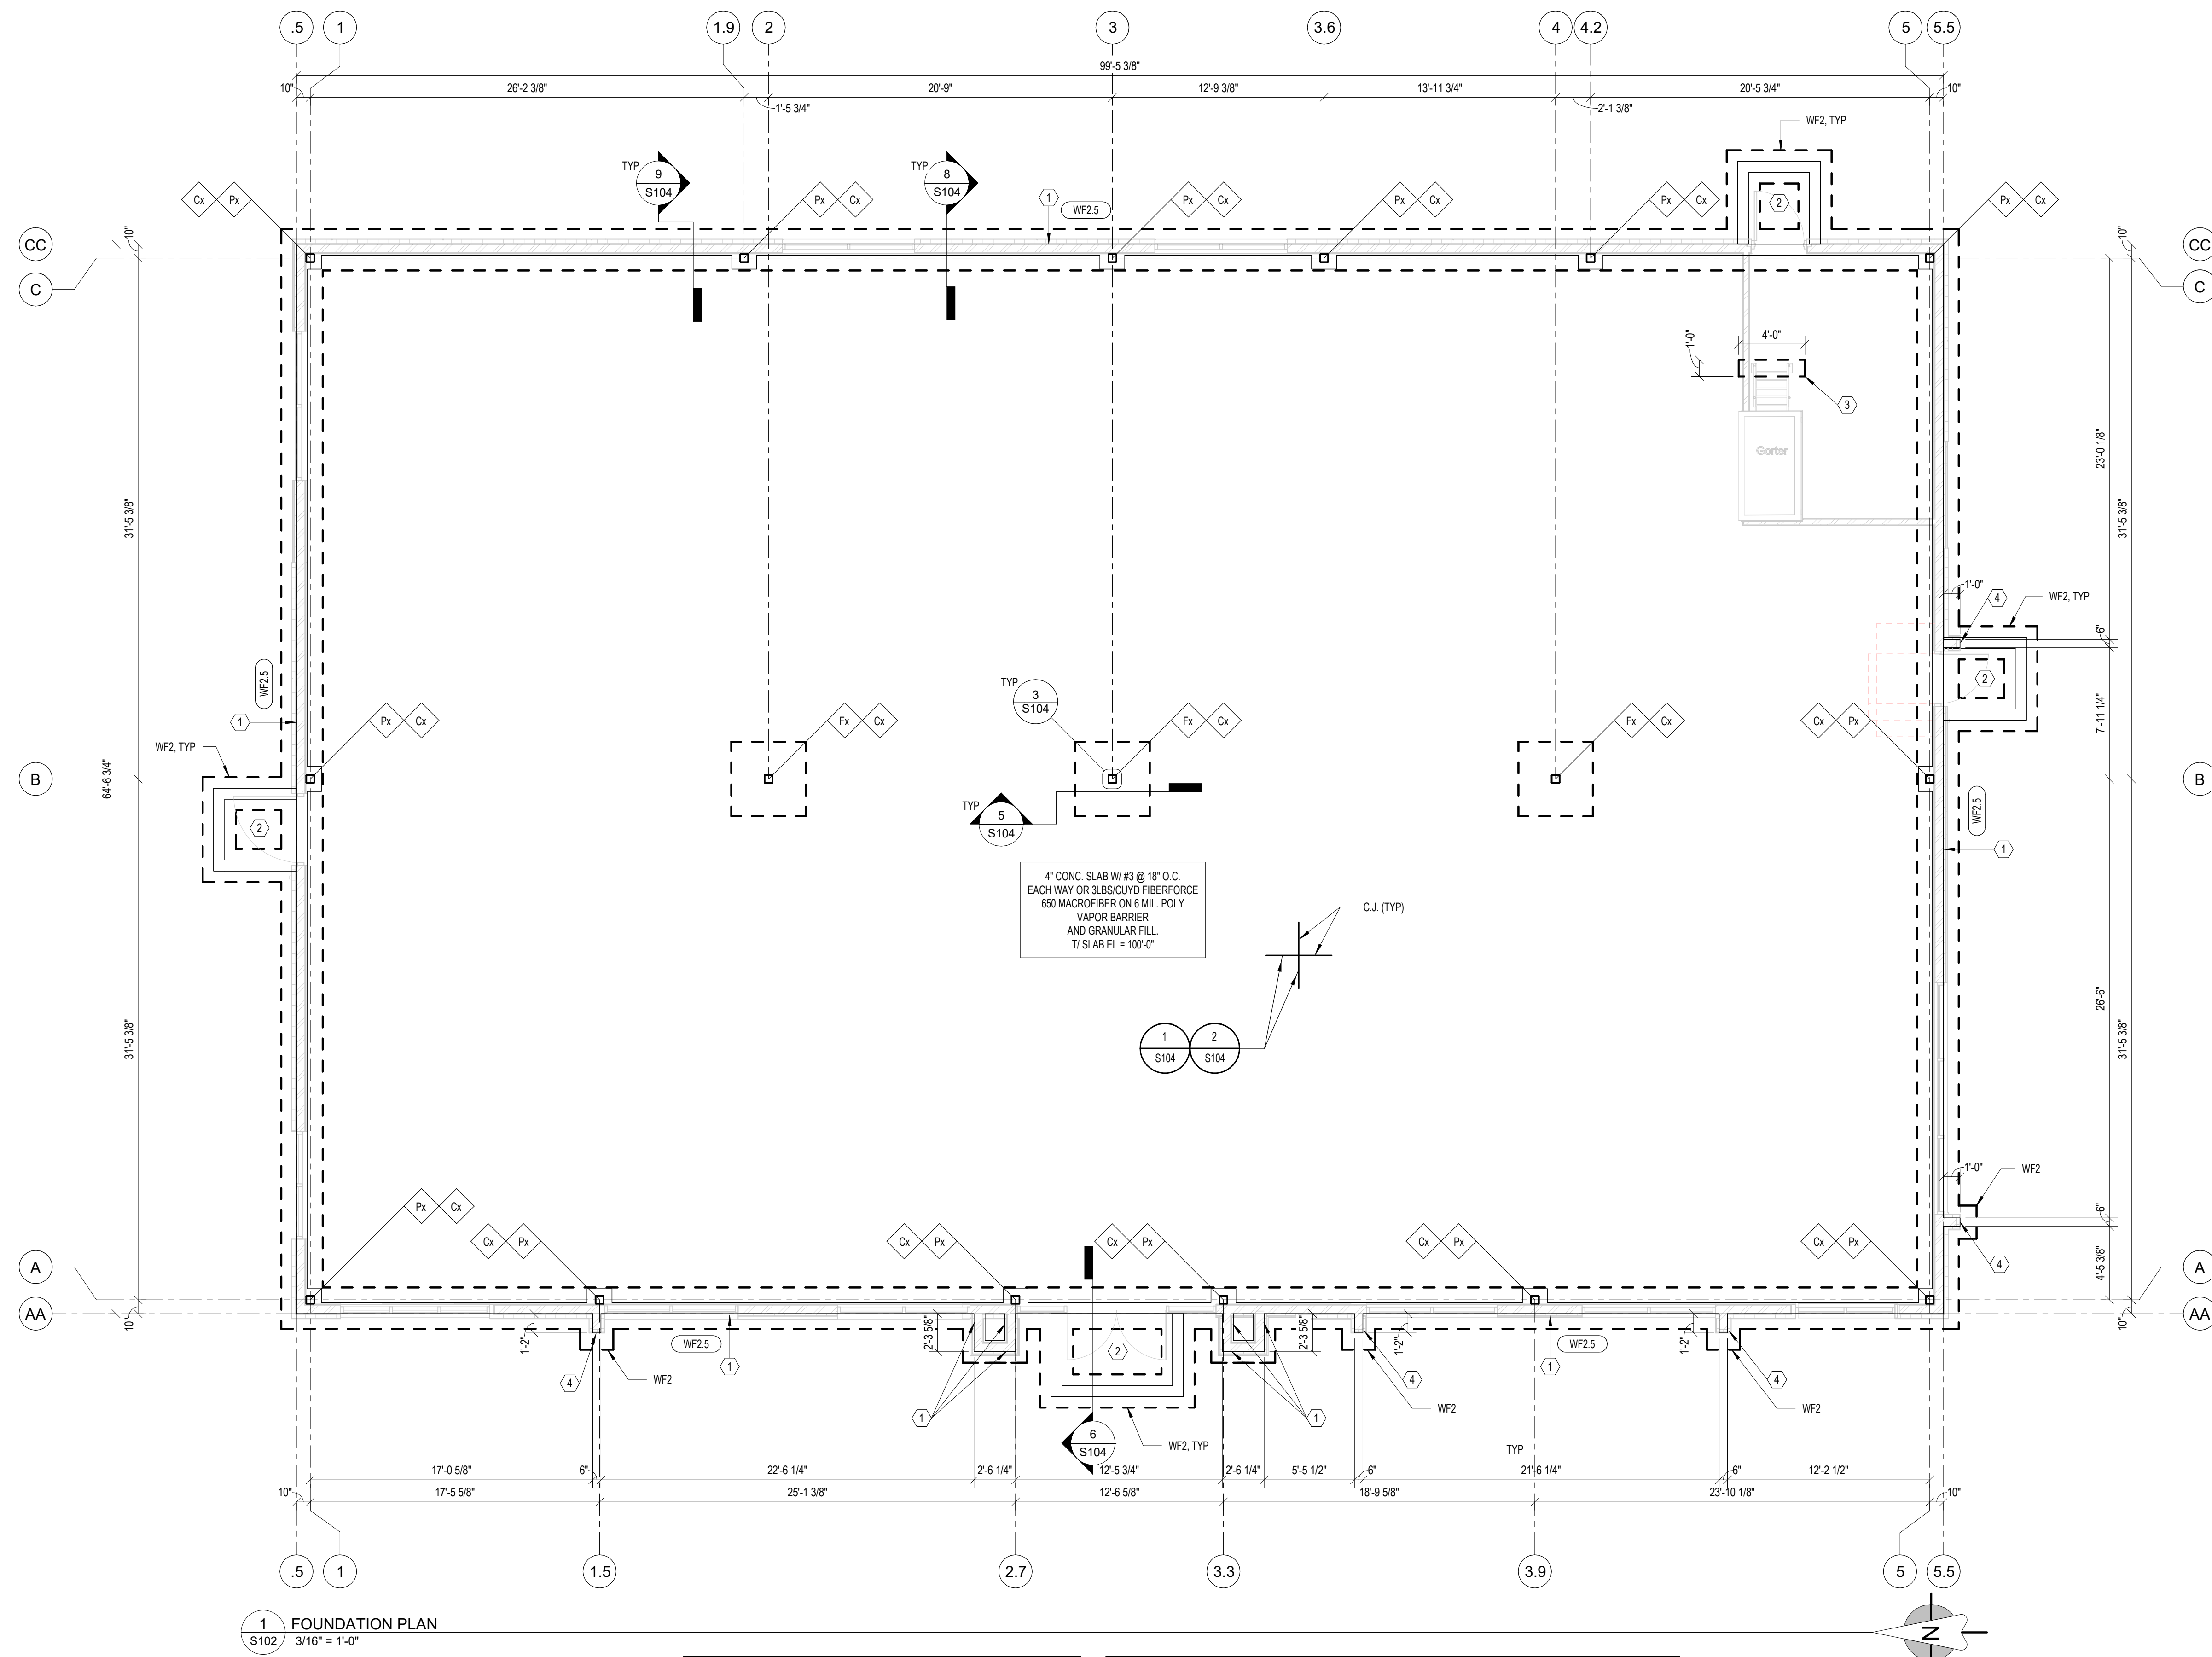 .5 1 1.9 2 3 3.6 4 4.2 5 5.5
99'-5 3/8"
10" 26'-2 3/8" 20'-9" 12'-9 3/8" 13'-11 3/4" 20'-5 3/4" 10"
1'-5 3/4" 2'-1 3/8"
WF2, TYP
TYP 9 S104
TYP 8 S104
1 WF2.5
2
Cx Px
Px Cx
Px Cx
Px Cx
Px Cx
Px Cx
CC 10" 10" CC
C C
1'-0" 4'-0"
3
Gorter
23'-0 1/8"
31'-5 3/8" 31'-5 3/8"
1'-0"
4 WF2, TYP
6"
2
7'-11 1/4"
WF2.5
1
WF2, TYP
TYP 3 S104
Px Cx
Fx Cx
Fx Cx
Fx Cx
Cx Px
64'-6 3/4"
B B
2
TYP 5 S104
WF2.5
1
4" CONC. SLAB W/ #3 @ 18" O.C.
EACH WAY OR 3LBS/CUYD FIBERFORCE
650 MACROFIBER ON 6 MIL. POLY
VAPOR BARRIER
AND GRANULAR FILL.
T/ SLAB EL = 100'-0"
C.J. (TYP)
1 S104 2 S104
26'-6"
31'-5 3/8" 31'-5 3/8"
1'-0" WF2
6"
4
4'-5 3/8"
Px Cx
Cx Px
Cx Px
Cx Px
Cx Px
Cx Px
A A
AA 10" 10" AA
1'-2" WF2.5 2'-3 5/8" 2 2'-3 5/8" 1'-2" WF2.5 1'-2"
4 WF2 1 4 1 4
1 1 WF2 WF2
6 S104
WF2, TYP
TYP
17'-0 5/8" 6" 22'-6 1/4" 2'-6 1/4" 12'-5 3/4" 2'-6 1/4" 5'-5 1/2" 6" 21'-6 1/4" 6" 12'-2 1/2"
10" 17'-5 5/8" 25'-1 3/8" 12'-6 5/8" 18'-9 5/8" 23'-10 1/8" 10"
.5 1 1.5 2.7 3.3 3.9 5 5.5
1 FOUNDATION PLAN
S102 3/16" = 1'-0"
N